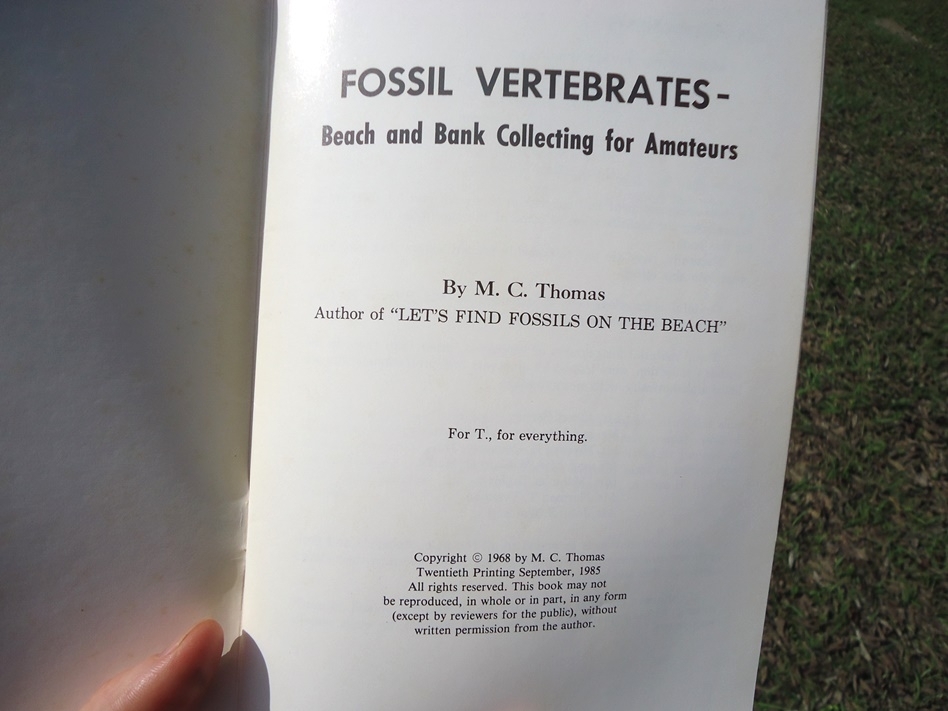 FOSSIL VERTEBRATES-
Beach and Bank Collecting for Amateurs
By M. C. Thomas
Author of “LET'S FIND FOSSILS ON THE BEACH”
For T., for everything.
Copyright © 1968 by M. C. Thomas
Twentieth Printing September, 1985
All rights reserved. This book may not
be reproduced, in whole or in part, in any form
(except by reviewers for the public), without
written permission from the author.